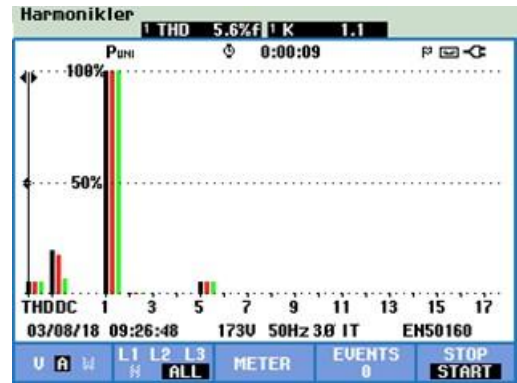 Harmonikler
1 THD 5.6%f 1 K 1.1
PUNI 0:00:09
100%
50%
THD DC 1 3 5 7 9 11 13 15 17
03/08/18 09:26:48 173V 50Hz 3Ø IT EN50160
V A W L1 L2 L3 METER EVENTS STOP
N ALL 0 START